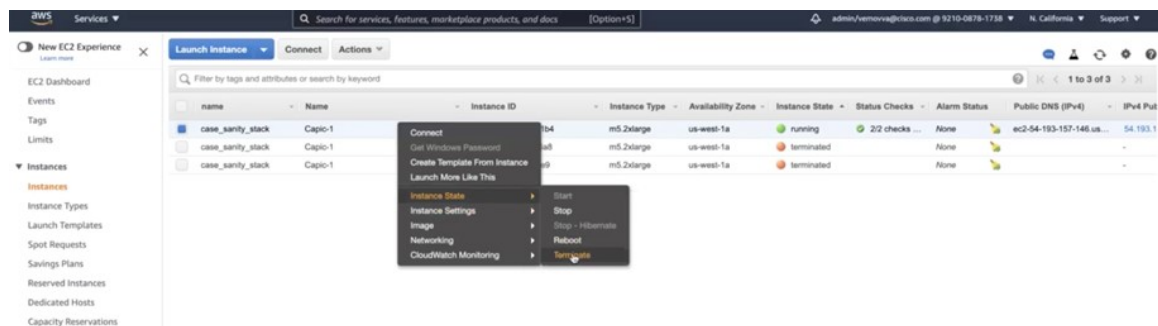 aws Services Search for services, features, marketplace products, and docs [Option+S] admin/vemovva@cisco.com @ 9210-0878-1738 N. California Support
New EC2 Experience
Learn more
Launch Instance Connect Actions
EC2 Dashboard
Filter by tags and attributes or search by keyword 1 to 3 of 3
Events
Tags
Limits
name Name Instance ID Instance Type Availability Zone Instance State Status Checks Alarm Status Public DNS (IPv4) IPv4 Pub
case_sanity_stack Capic-1 1b4 m5.2xlarge us-west-1a running 2/2 checks ... None ec2-54-193-157-146.us... 54.193.1
case_sanity_stack Capic-1 m5.2xlarge us-west-1a terminated None -
case_sanity_stack Capic-1 e9 m5.2xlarge us-west-1a terminated None -
Connect
Get Windows Password
Create Template From Instance
Launch More Like This
Instance State
Instance Settings
Image
Networking
CloudWatch Monitoring
Start
Stop
Stop - Hibernate
Reboot
Terminate
Instances
Instances
Instance Types
Launch Templates
Spot Requests
Savings Plans
Reserved Instances
Dedicated Hosts
Capacity Reservations